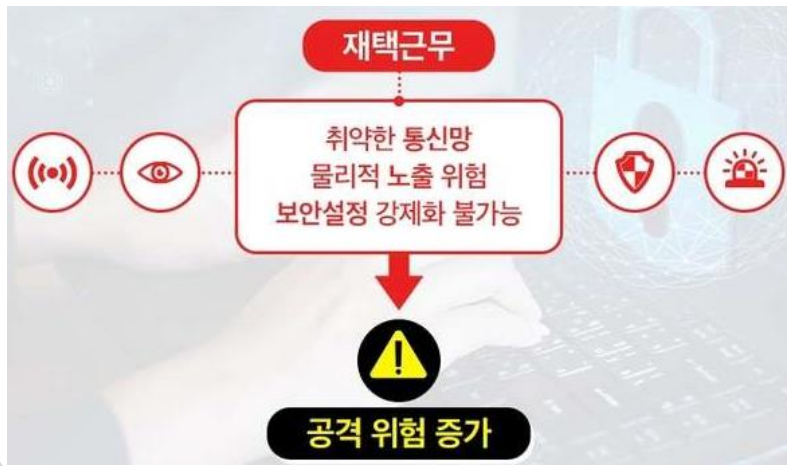 재택근무
취약한 통신망
물리적 노출 위험
보안설정 강제화 불가능
공격 위험 증가